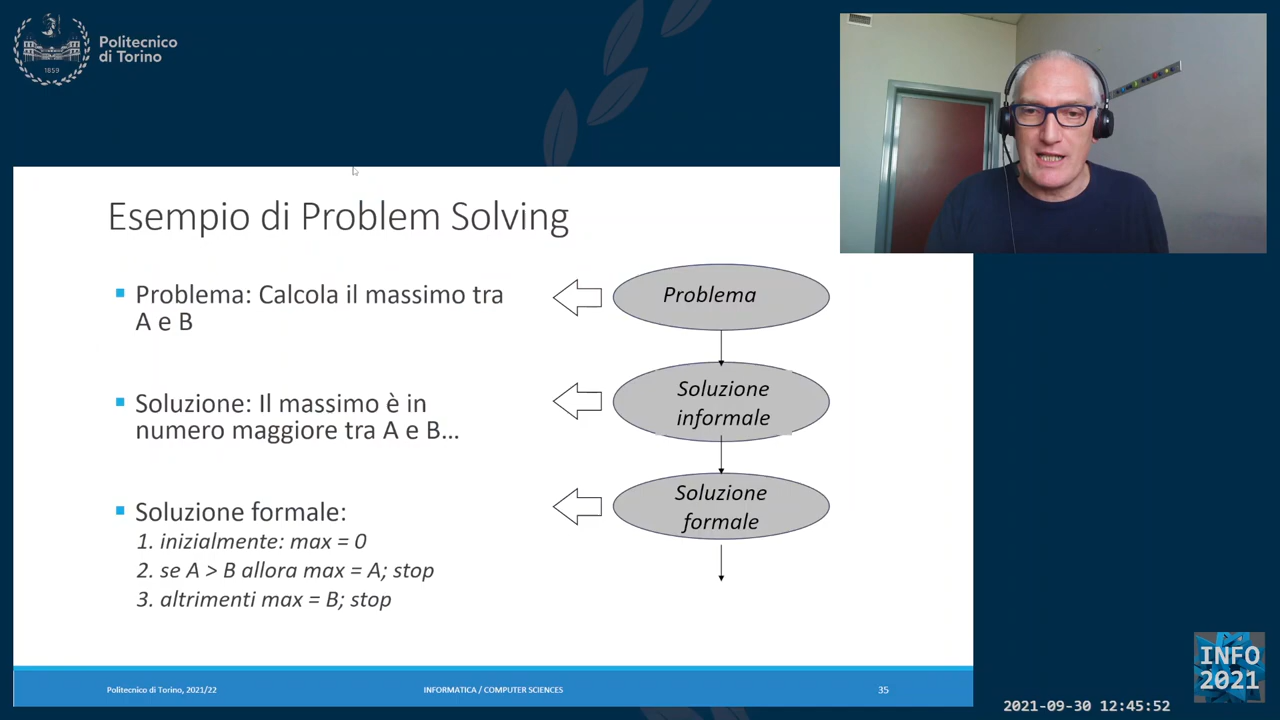 Politecnico
di Torino
1859
Esempio di Problem Solving
Problema: Calcola il massimo tra
A e B
Problema
Soluzione: Il massimo è in
numero maggiore tra A e B...
Soluzione
informale
Soluzione formale:
1. inizialmente: max = 0
2. se A > B allora max = A; stop
3. altrimenti max = B; stop
Soluzione
formale
Politecnico di Torino, 2021/22
INFORMATICA / COMPUTER SCIENCES
35
INFO
2021
2021-09-30 12:45:52